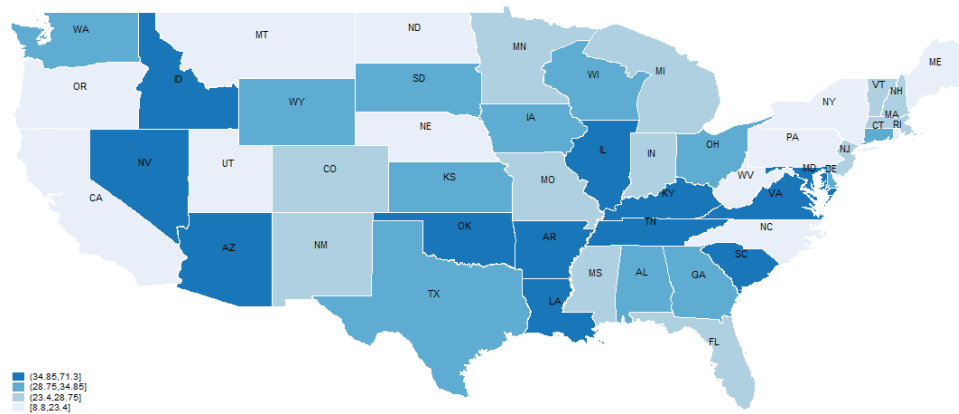 WA
MT
ND
MN
ME
OR
ID
SD
WI
MI
VT
NH
WY
NY
MA
IA
CT
RI
NE
PA
NV
UT
IL
IN
OH
NJ
CO
MO
KS
WV
MD
DE
CA
KY
VA
TN
NC
OK
AR
AZ
NM
SC
MS
AL
GA
TX
LA
FL
(34.85,71.3]
(28.75,34.85]
(23.4,28.75]
[8.8,23.4]